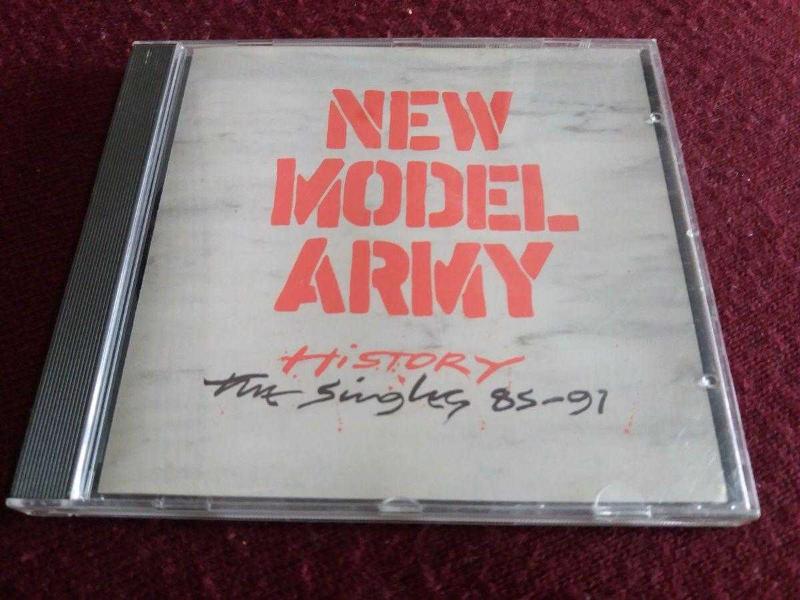 NEW
MODEL
ARMY
HiSTORY
the singles 85-91